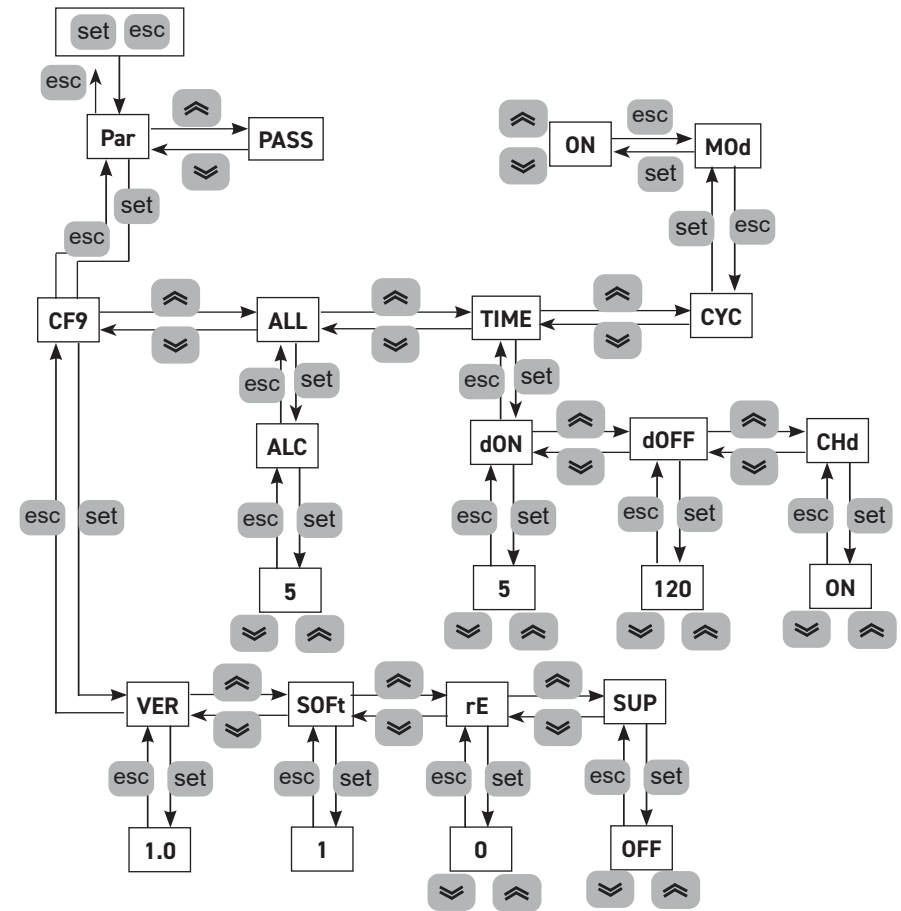 set esc
esc
Par
PASS
set
esc
ON
esc
MOd
set
set
esc
CF9
ALL
TIME
CYC
esc
set
esc
set
ALC
dON
dOFF
CHd
esc
set
esc
set
esc
set
esc
set
esc
set
5
5
120
ON
VER
SOFt
rE
SUP
esc
set
esc
set
esc
set
esc
set
1.0
1
0
OFF